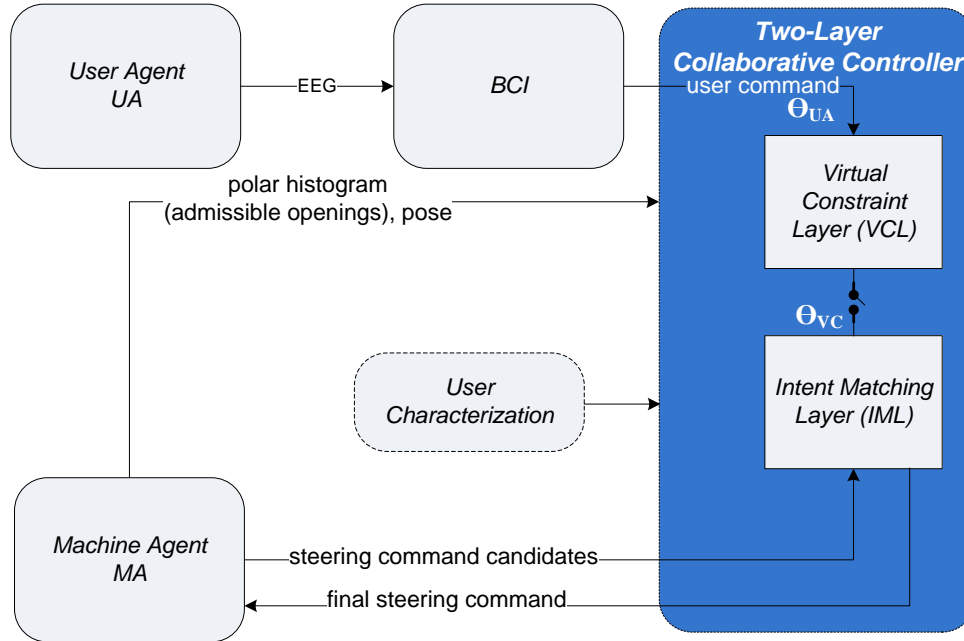 User Agent
UA
EEG
BCI
Two-Layer
Collaborative Controller
user command
ϴUA
Virtual
Constraint
Layer (VCL)
polar histogram
(admissible openings), pose
ϴVC
User
Characterization
Intent Matching
Layer (IML)
Machine Agent
MA
steering command candidates
final steering command